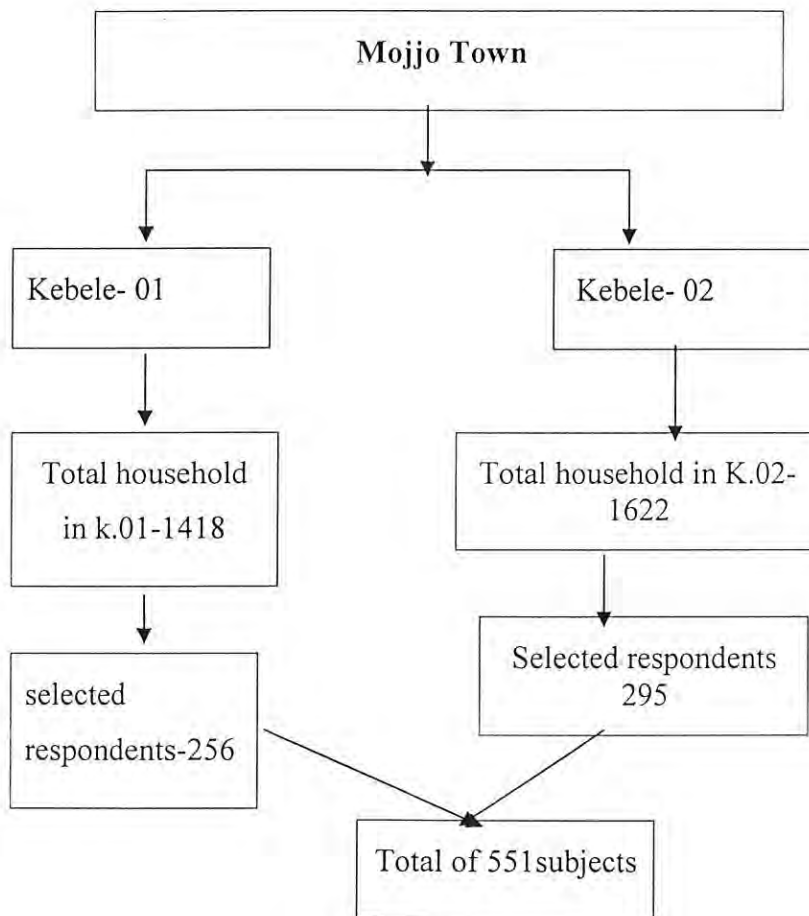 Mojjo Town
Kebele- 01
Kebele- 02
Total household
in k.01-1418
Total household in K.02-
1622
selected
respondents-256
Selected respondents
295
Total of 551subjects